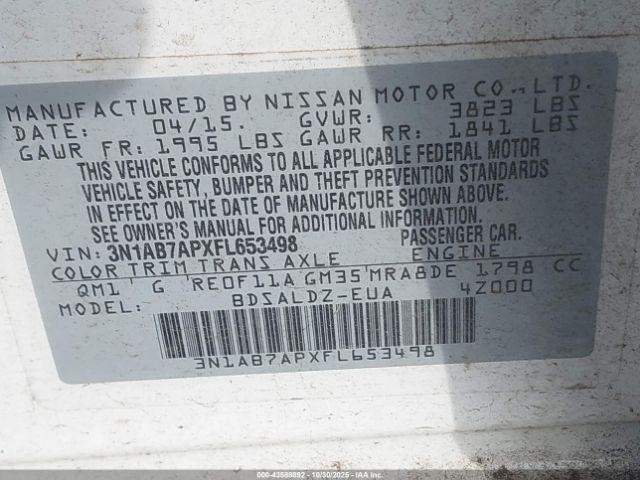 MANUFACTURED BY NISSAN MOTOR CO., LTD.
DATE: 04/15. GVWR: 3823 LBS
GAWR FR: 1995 LBS GAWR RR: 1841 LBS
THIS VEHICLE CONFORMS TO ALL APPLICABLE FEDERAL MOTOR
VEHICLE SAFETY, BUMPER AND THEFT PREVENTION STANDARDS
IN EFFECT ON THE DATE OF MANUFACTURE SHOWN ABOVE.
SEE OWNER'S MANUAL FOR ADDITIONAL INFORMATION.
VIN: 3N1AB7APXFL653498 PASSENGER CAR.
COLOR TRIM TRANS AXLE ENGINE
QM1 G RE0F11A GM35 MRA8DE 1798 CC
MODEL: BDSALDZ-EUA 4Z000
3N1AB7APXFL653498
000-43588892 - 10/30/2025 - IAA